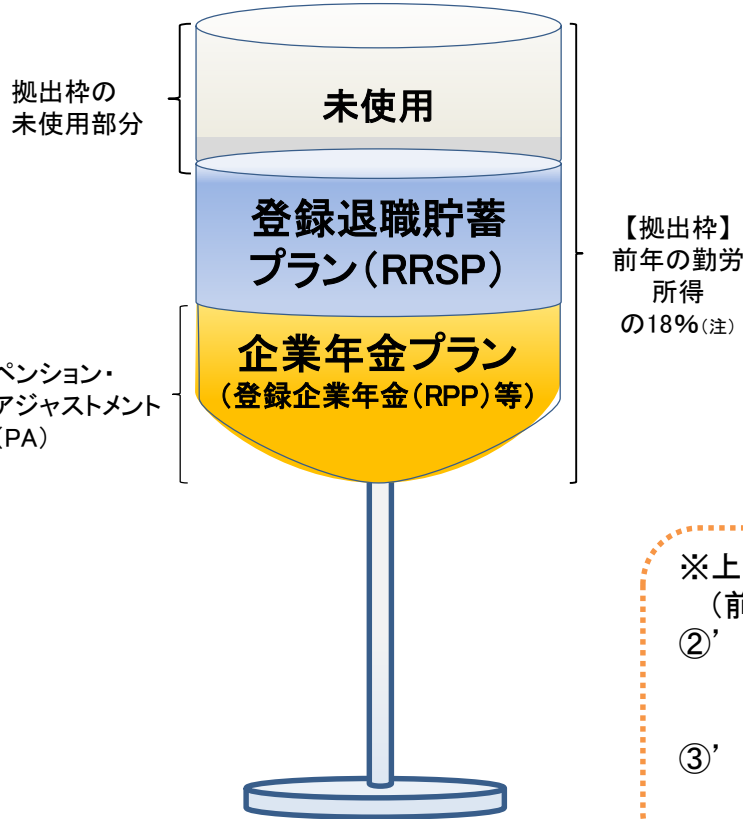 拠出枠の
未使用部分
未使用
登録退職貯蓄
プラン(RRSP)
【拠出枠】
前年の勤労
所得
の18%(注)
企業年金プラン
(登録企業年金(RPP)等)
ペンション・
アジャストメント
(PA)
※上
(前
②’
③’